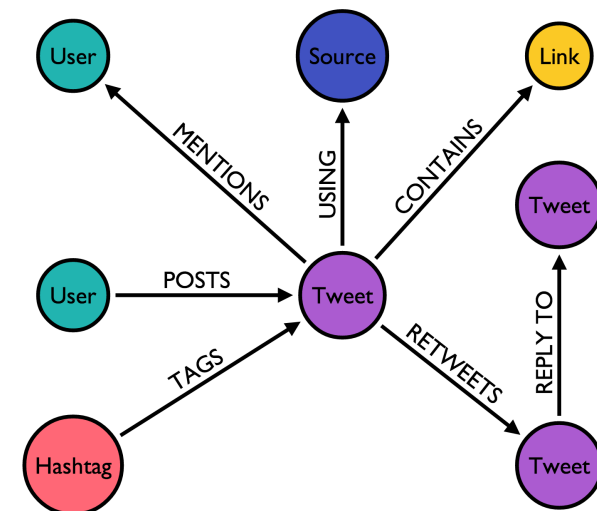 User
Source
Link
MENTIONS
USING
CONTAINS
Tweet
User
POSTS
Tweet
TAGS
RETWEETS
REPLY TO
Hashtag
Tweet